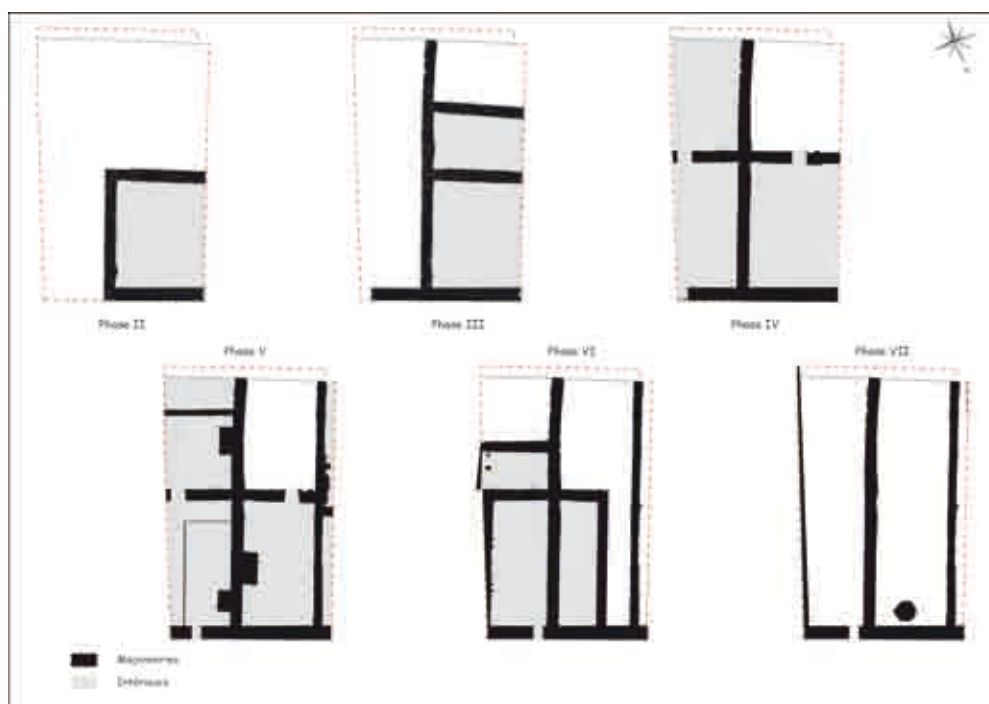 Phase II
Phase III
Phase IV
Phase V
Phase VI
Phase VII
Maçonneries
Intérieurs